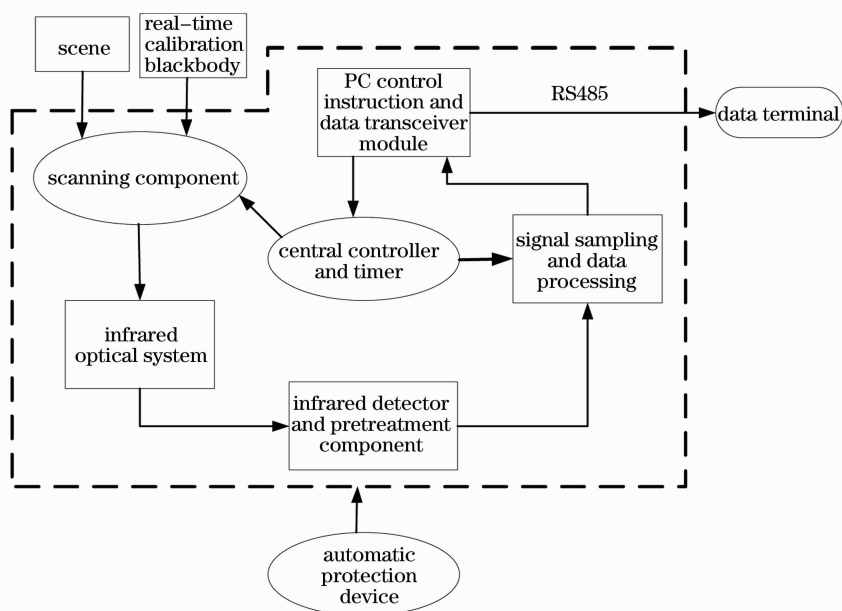 scene
real-time
calibration
blackbody
PC control
instruction and
data transceiver
module
RS485
data terminal
scanning component
central controller
and timer
signal sampling
and data
processing
infrared
optical system
infrared detector
and pretreatment
component
automatic
protection
device